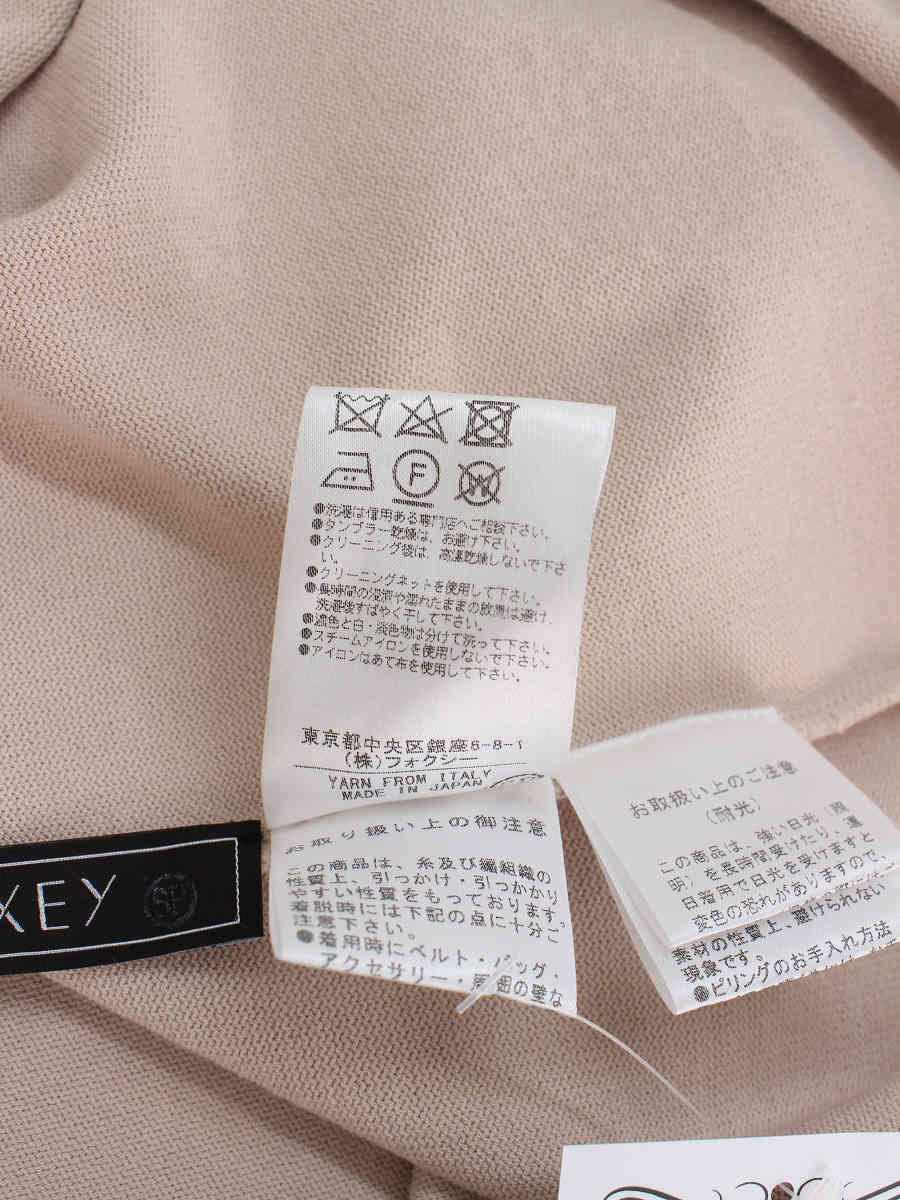 F
W
●洗濯は信用ある専門店へご相談下さい。
●タンブラー乾燥は、お避け下さい。
●クリーニング後は、高温乾燥しないで下さ
い。
●クリーニングネットを使用して下さい。
●長時間の浸漬や濡れたままの放置は避け、
洗濯後すばやく干して下さい。
●濃色と白・淡色物は分けて洗って下さい。
●スチームアイロンを使用しないで下さい。
●アイロンはあて布を使用して下さい。
東京都中央区銀座6-8-1
(株)フォクシー
YARN FROM ITALY
MADE IN JAPAN
お取り扱い上の御注意
この商品は、糸及び編組織の
性質上、引っかけ・引っかかり
やすい性質をもっております。
着脱時には下記の点に十分ご
注意下さい。
●着用時にベルト・バッグ・
アクセサリー・周囲の壁な
お取扱い上のご注意
(耐光)
この商品は、強い日光(照
明)を長時間受けたり、連
日着用で日光を受けますと
変色の恐れがありますので、
素材の性質上、避けられない
現象です。
●ピリングのお手入れ方法
XEY